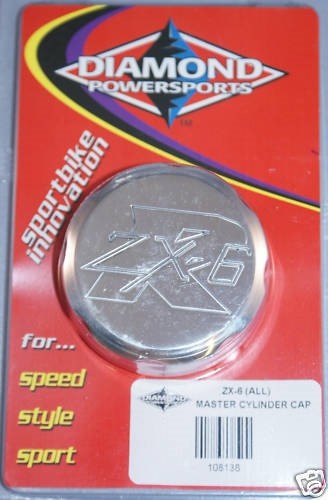 DIAMOND
POWERSPORTS
TM
sportbike
innovation
ZX-6
R
for...
speed
style
sport
DIAMOND
ZX-6 (ALL)
MASTER CYLINDER CAP
108138